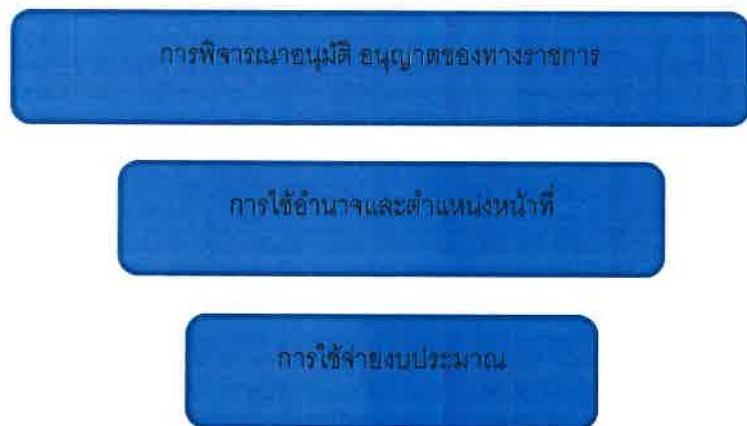 การพิจารณาอนุมัติ อนุญาตของทางราชการ
การใช้อำนาจและตำแหน่งหน้าที่
การใช้จ่ายงบประมาณ